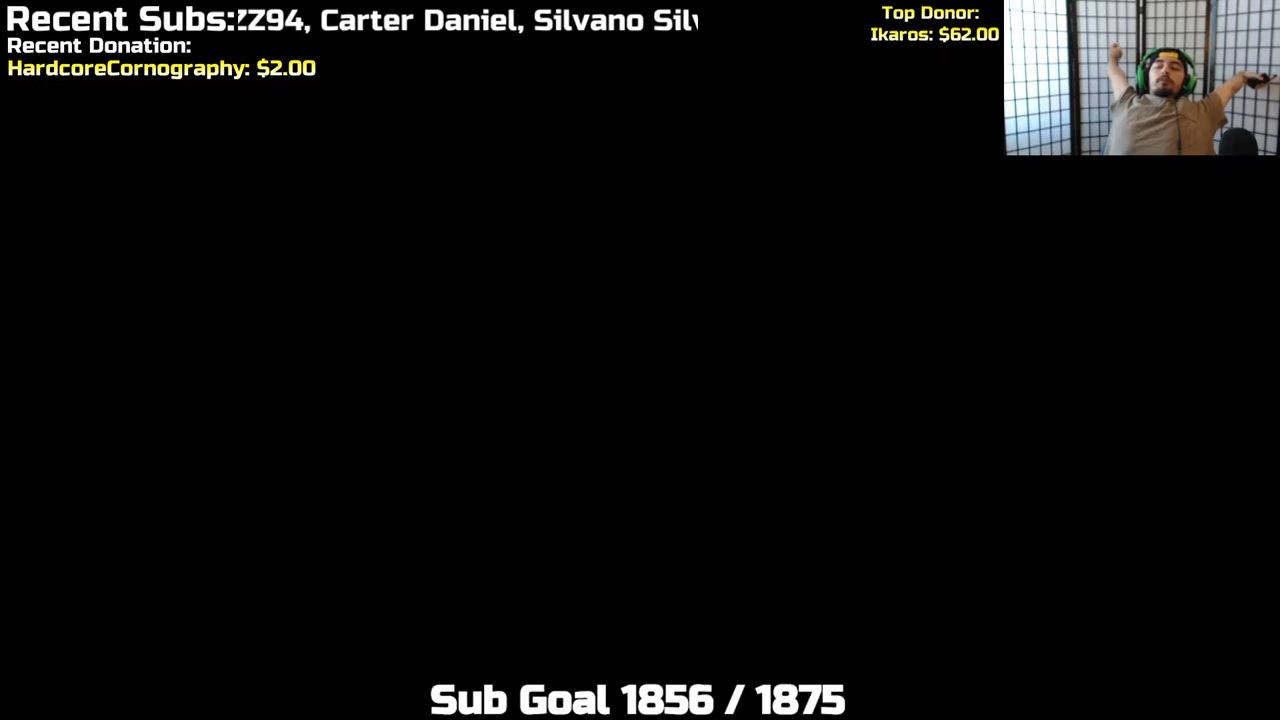 Recent Subs: Z94, Carter Daniel, Silvano
Recent Donation:
HardcoreCornography: $2.00
Top Donor:
Ikaros: $62.00
Sub Goal 1856 / 1875